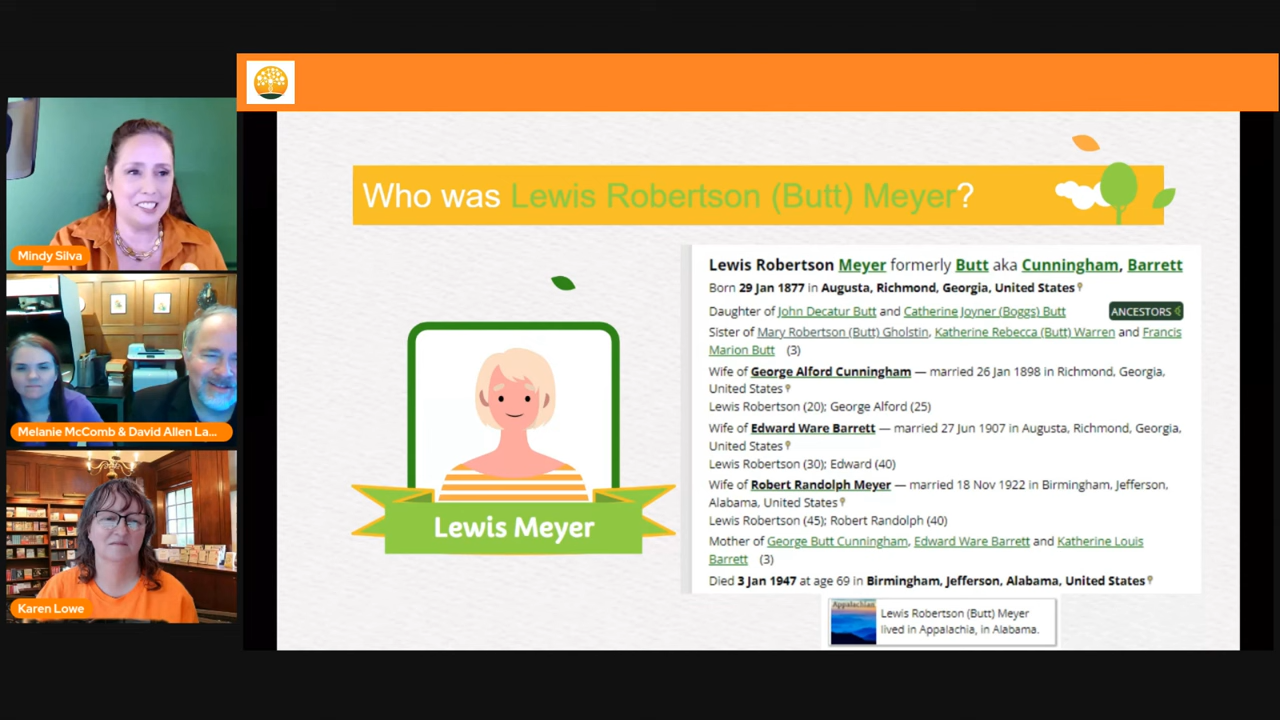 Who was Lewis Robertson (Butt) Meyer?
Mindy Silva
Melanie McComb & David Allen La...
Karen Lowe
Lewis Meyer
Lewis Robertson Meyer formerly Butt aka Cunningham, Barrett
Born 29 Jan 1877 in Augusta, Richmond, Georgia, United States
Daughter of John Decatur Butt and Catherine Joyner (Boggs) Butt
ANCESTORS
Sister of Mary Robertson (Butt) Gholstin, Katherine Rebecca (Butt) Warren and Francis
Marion Butt (3)
Wife of George Alford Cunningham — married 26 Jan 1898 in Richmond, Georgia,
United States
Lewis Robertson (20); George Alford (25)
Wife of Edward Ware Barrett — married 27 Jun 1907 in Augusta, Richmond, Georgia,
United States
Lewis Robertson (30); Edward (40)
Wife of Robert Randolph Meyer — married 18 Nov 1922 in Birmingham, Jefferson,
Alabama, United States
Lewis Robertson (45); Robert Randolph (40)
Mother of George Butt Cunningham, Edward Ware Barrett and Katherine Louis
Barrett (3)
Died 3 Jan 1947 at age 69 in Birmingham, Jefferson, Alabama, United States
Appalachian
Lewis Robertson (Butt) Meyer
lived in Appalachia, in Alabama.